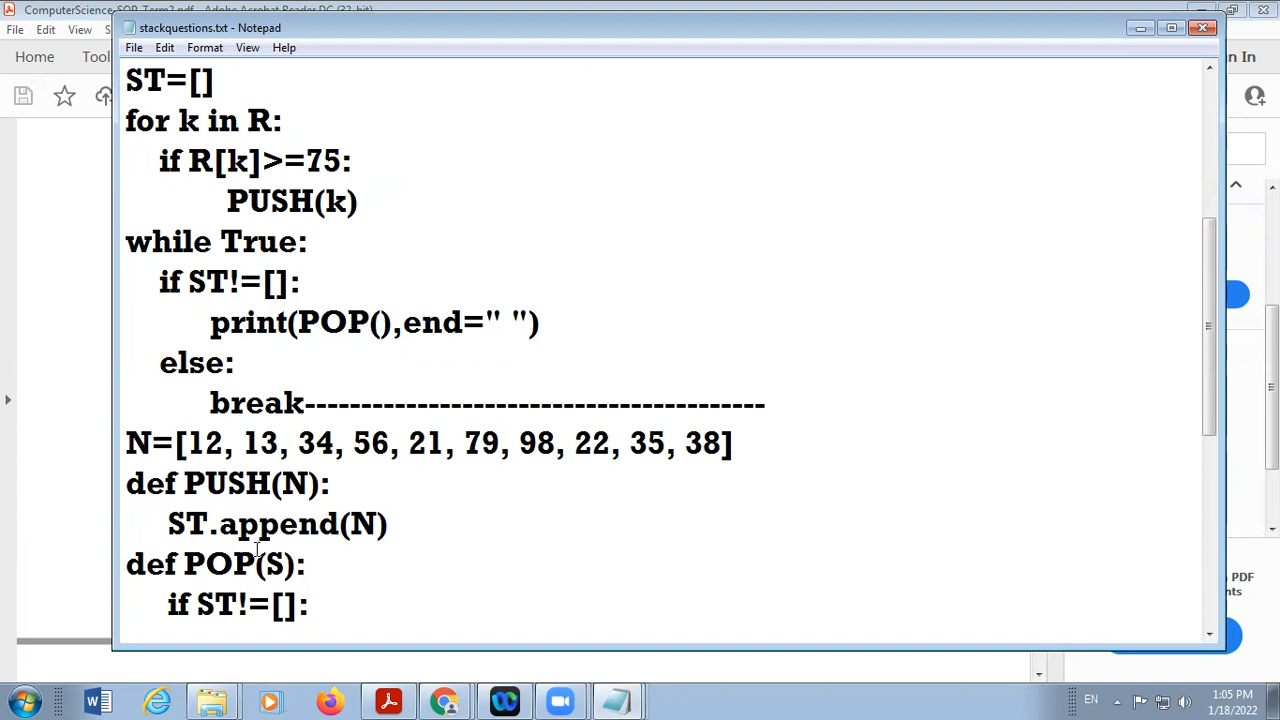 ComputerScience_SQP_Term2.pdf - Adobe Acrobat Reader DC (32-bit)
File Edit View
stackquestions.txt - Notepad
File Edit Format View Help
Home
In
ST=[]
for k in R:
if R[k]>=75:
PUSH(k)
while True:
if ST!=[]:
print(POP(),end=" ")
else:
break-----------------------------------------
N=[12, 13, 34, 56, 21, 79, 98, 22, 35, 38]
def PUSH(N):
ST.append(N)
def POP(S):
if ST!=[]:
PDF
EN
1:05 PM
1/18/2022